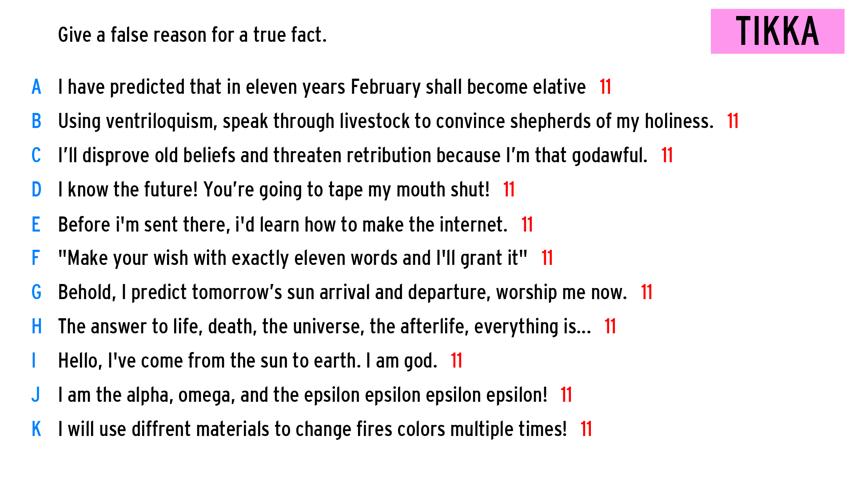 Give a false reason for a true fact.
TIKKA
A I have predicted that in eleven years February shall become elative 11
B Using ventriloquism, speak through livestock to convince shepherds of my holiness. 11
C I’ll disprove old beliefs and threaten retribution because I’m that godawful. 11
D I know the future! You’re going to tape my mouth shut! 11
E Before i'm sent there, i'd learn how to make the internet. 11
F "Make your wish with exactly eleven words and I'll grant it" 11
G Behold, I predict tomorrow’s sun arrival and departure, worship me now. 11
H The answer to life, death, the universe, the afterlife, everything is... 11
I Hello, I've come from the sun to earth. I am god. 11
J I am the alpha, omega, and the epsilon epsilon epsilon epsilon! 11
K I will use diffrent materials to change fires colors multiple times! 11